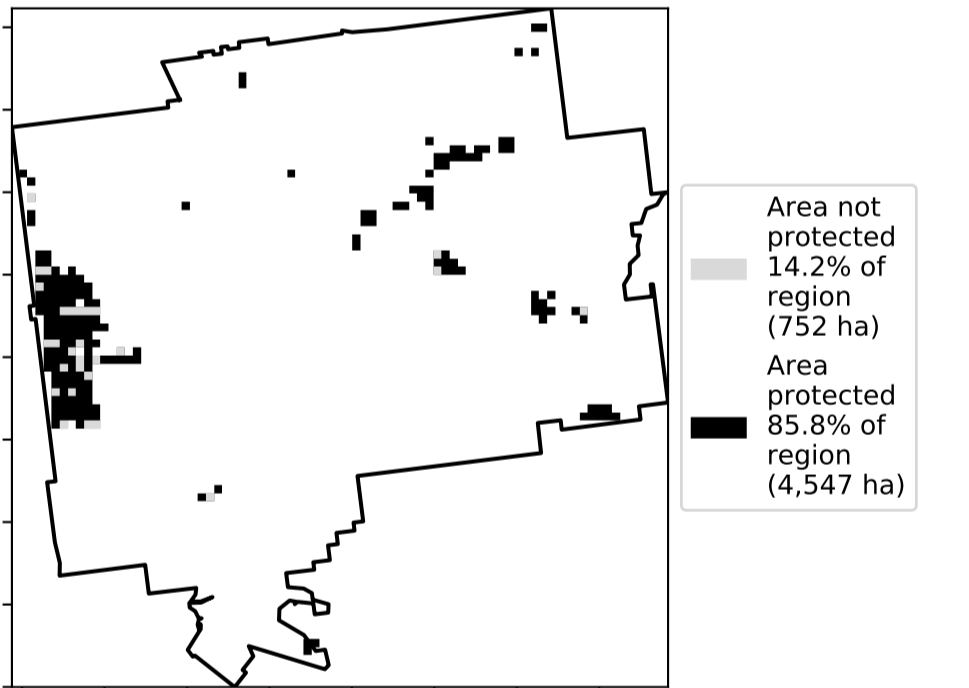 Area not
protected
14.2% of
region
(752 ha)
Area
protected
85.8% of
region
(4,547 ha)